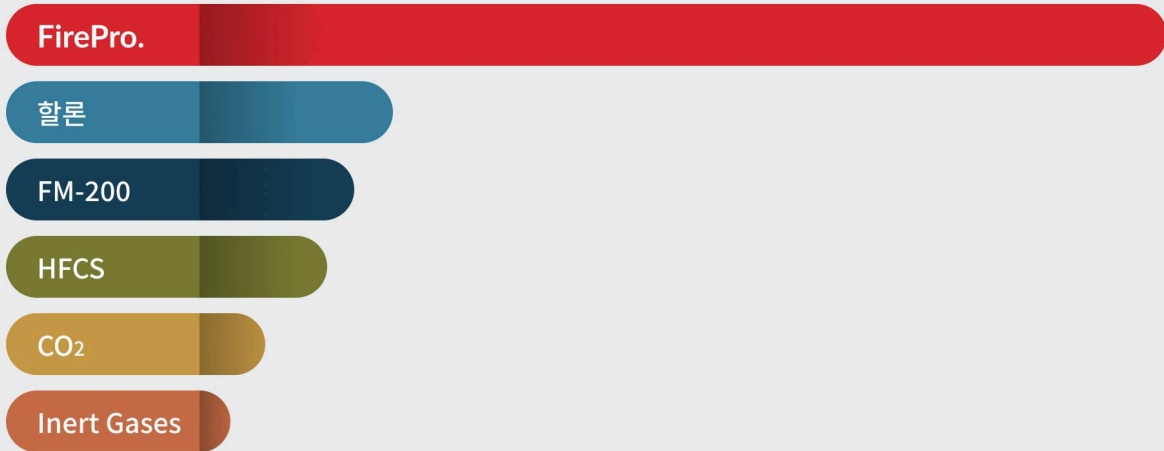 FirePro.
할론
FM-200
HFCS
CO₂
Inert Gases